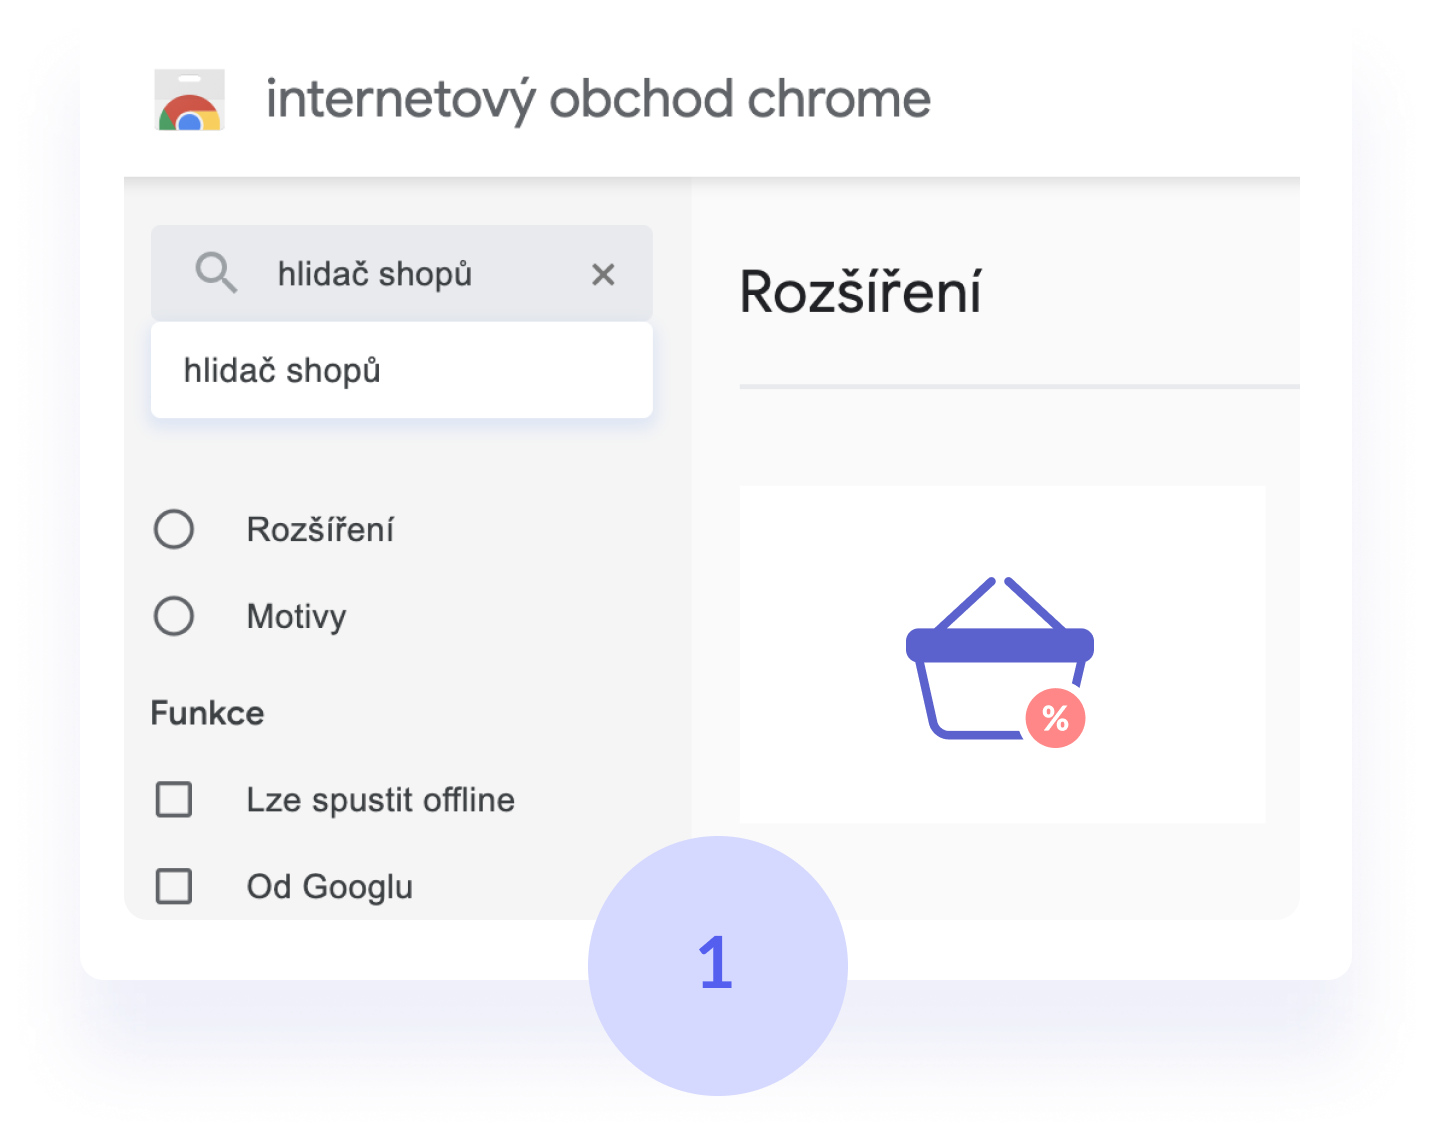 internetový obchod chrome
hlidač shopů
hlidač shopů
Rozšíření
Motivy
Funkce
Lze spustit offline
Od Googlu
Rozšíření
%
1